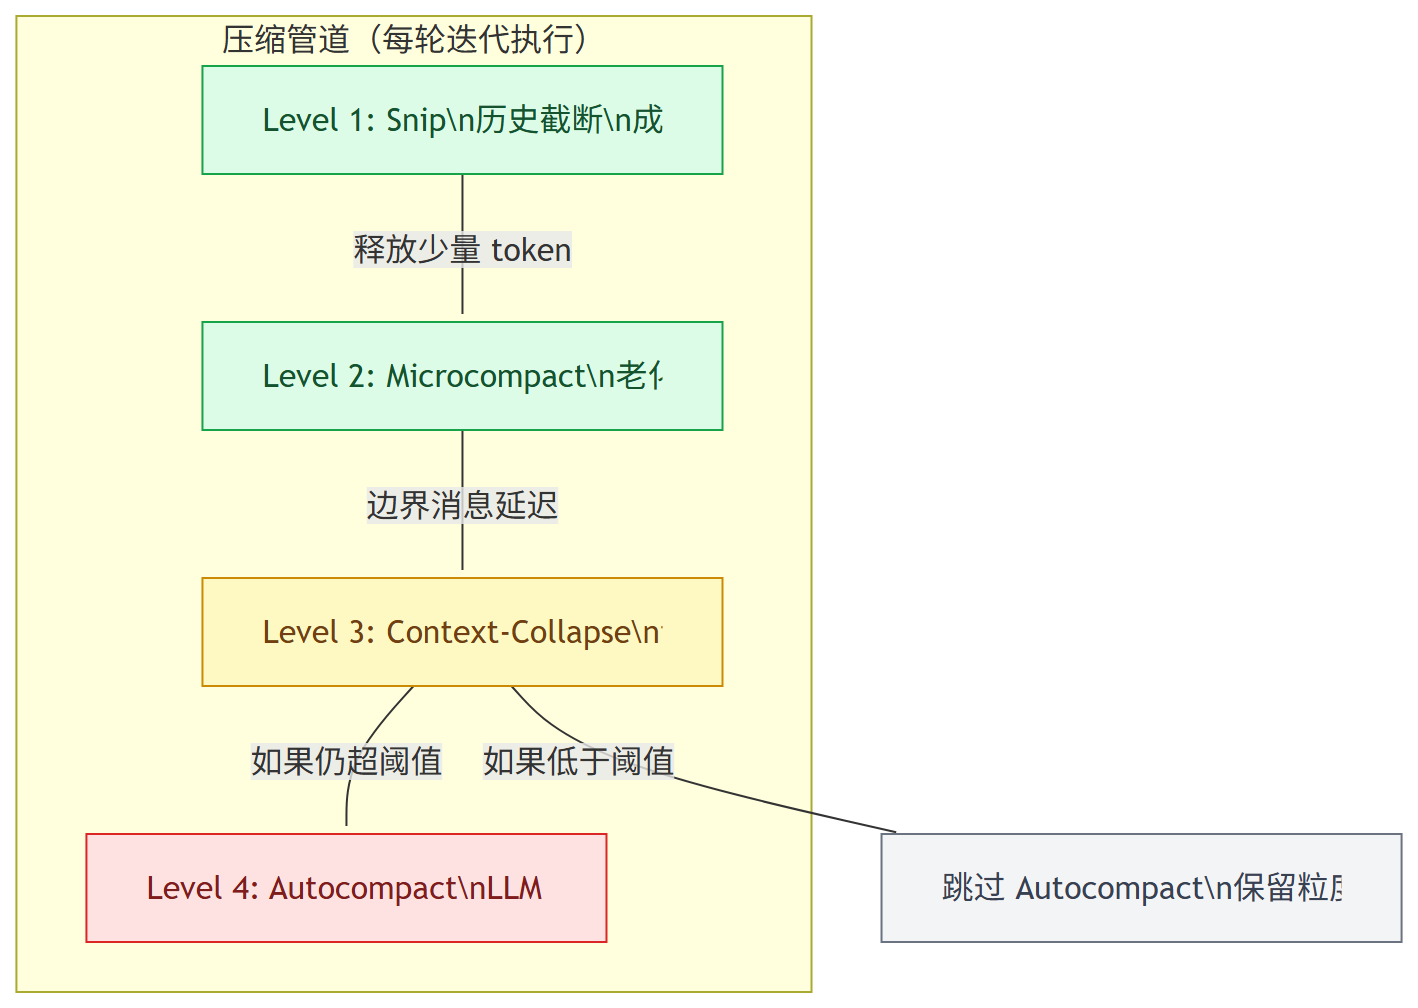 压缩管道（每轮迭代执行）
Level 1: Snip\n历史截断\n成
释放少量 token
Level 2: Microcompact\n老
边界消息延迟
Level 3: Context-Collapse\n
如果仍超阈值
如果低于阈值
Level 4: Autocompact\nLLM
跳过 Autocompact\n保留粒度